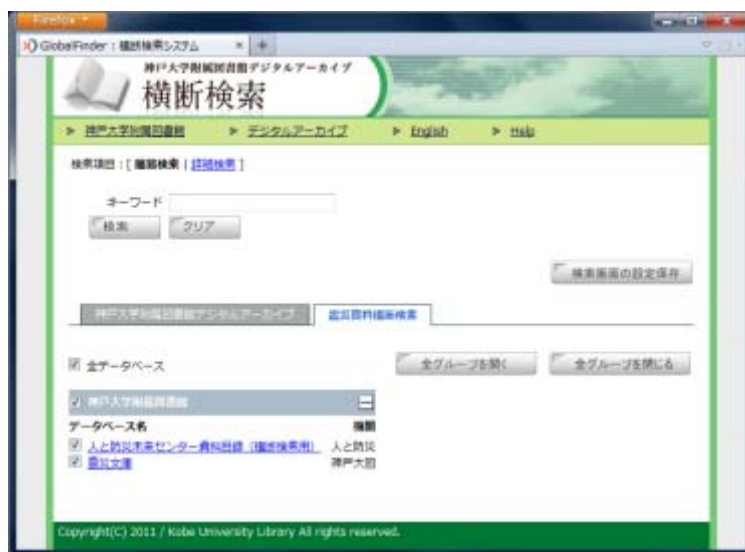 Firefox
GlobalFinder : 横断検索システム
神戸大学附属図書館デジタルアーカイブ
横断検索
神戸大学附属図書館 デジタルアーカイブ English Help
検索項目 : [ 簡易検索 | 詳細検索 ]
キーワード
検索 クリア
検索画面の設定保存
神戸大学附属図書館デジタルアーカイブ 震災資料横断検索
全データベース 全グループを開く 全グループを閉じる
神戸大学附属図書館
データベース名 機関
人と防災未来センター資料目録（横断検索用） 人と防災
震災文庫 神戸大図
Copyright(C) 2011 / Kobe University Library All rights reserved.